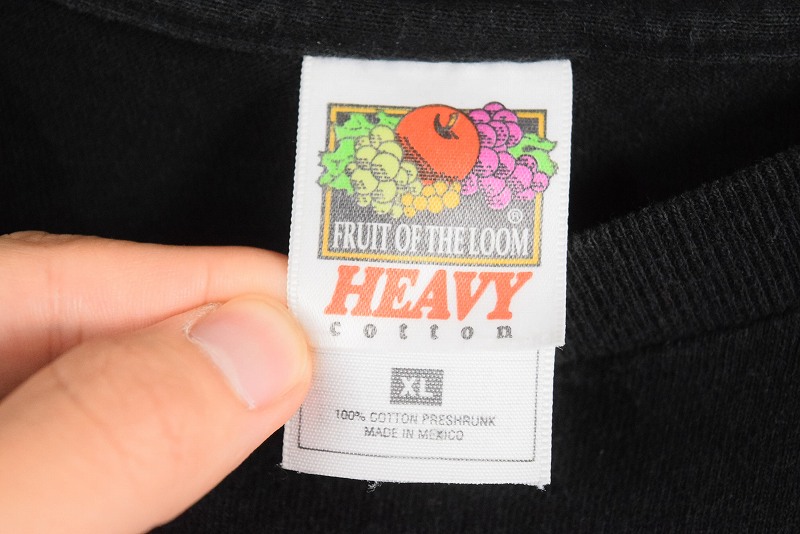 ®
FRUIT OF THE LOOM
HEAVY
cotton
XL
100% COTTON PRESHRUNK
MADE IN MEXICO